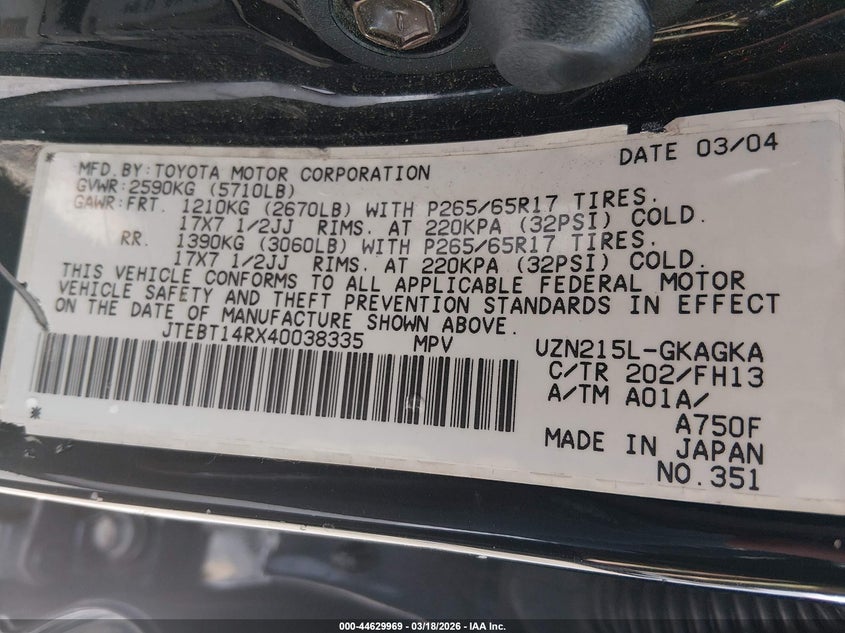 DATE 03/04
MFD.BY:TOYOTA MOTOR CORPORATION
GVWR:2590KG (5710LB)
GAWR:FRT. 1210KG (2670LB) WITH P265/65R17 TIRES.
17X7 1/2JJ RIMS. AT 220KPA (32PSI) COLD.
RR. 1390KG (3060LB) WITH P265/65R17 TIRES.
17X7 1/2JJ RIMS. AT 220KPA (32PSI) COLD.
THIS VEHICLE CONFORMS TO ALL APPLICABLE FEDERAL MOTOR
VEHICLE SAFETY AND THEFT PREVENTION STANDARDS IN EFFECT
ON THE DATE OF MANUFACTURE SHOWN ABOVE.
JTEBT14RX40038335 MPV
UZN215L-GKAGKA
C/TR 202/FH13
A/TM A01A/
A750F
MADE IN JAPAN
NO.351
000-44629969 — 03/18/2026 — IAA Inc.